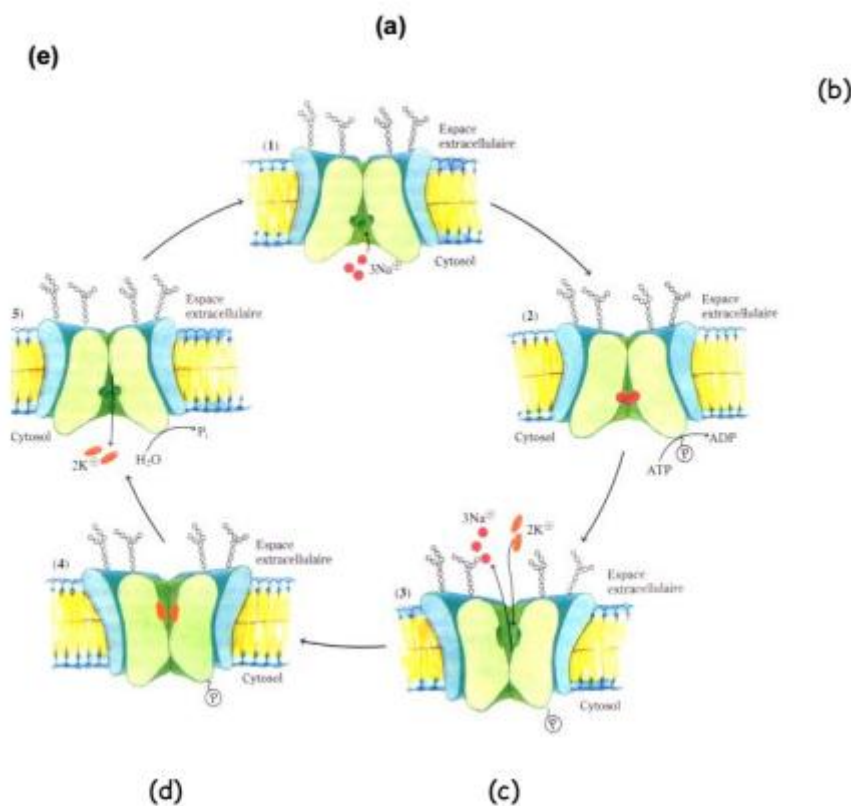 (a)
(e)
(b)
(1)
Espace
extracellulaire
3Na⊕
Cytosol
5)
Espace
extracellulaire
Cytosol
2K⊕
H₂O
Pᵢ
(2)
Espace
extracellulaire
Cytosol
ATP
ADP
P
3Na⊕
2K⊕
(3)
Espace
extracellulaire
Cytosol
P
(4)
Espace
extracellulaire
Cytosol
P
(d)
(c)